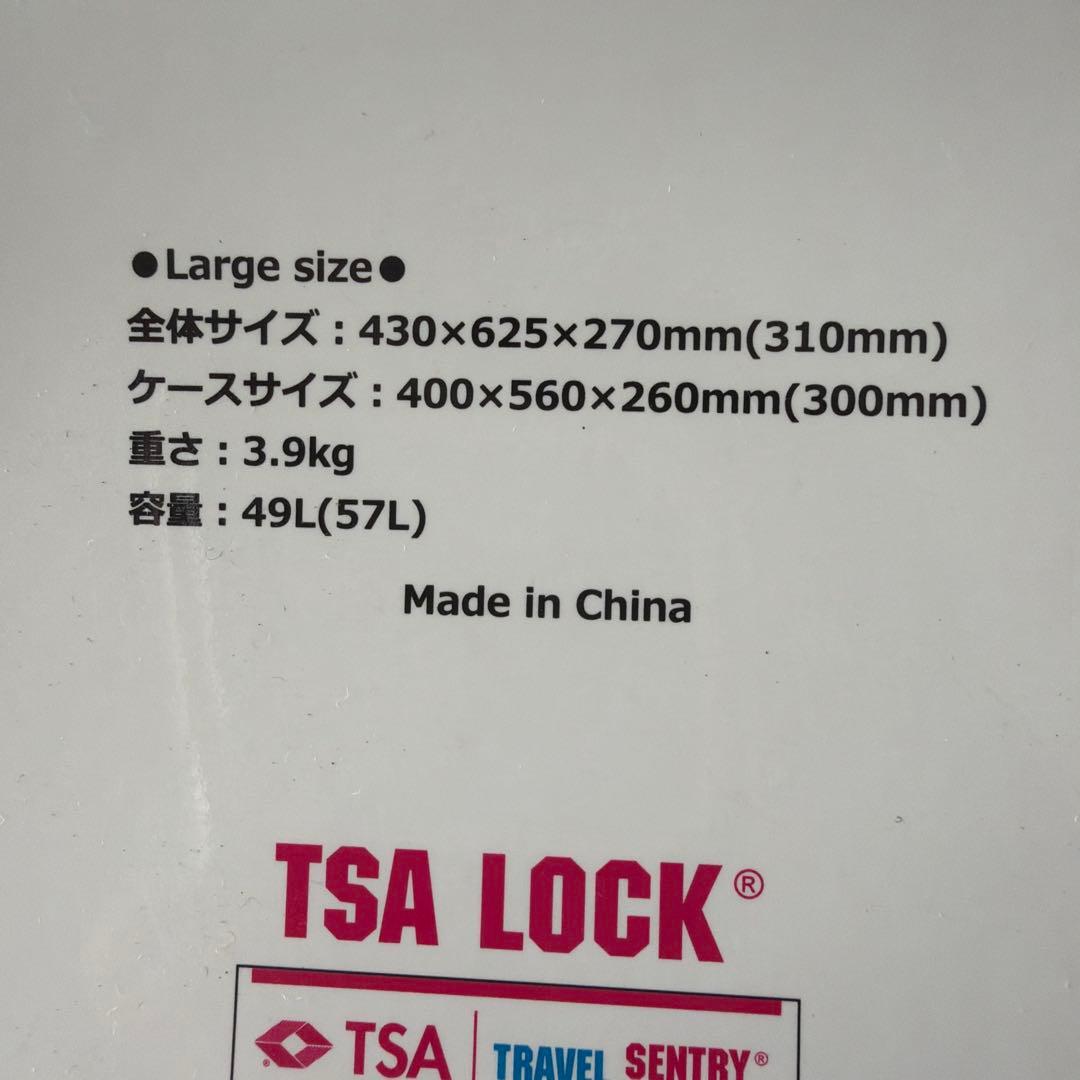 ●Large size●
全体サイズ：430×625×270mm(310mm)
ケースサイズ：400×560×260mm(300mm)
重さ：3.9kg
容量：49L(57L)
Made in China
TSA LOCK®
TSA TRAVEL SENTRY®